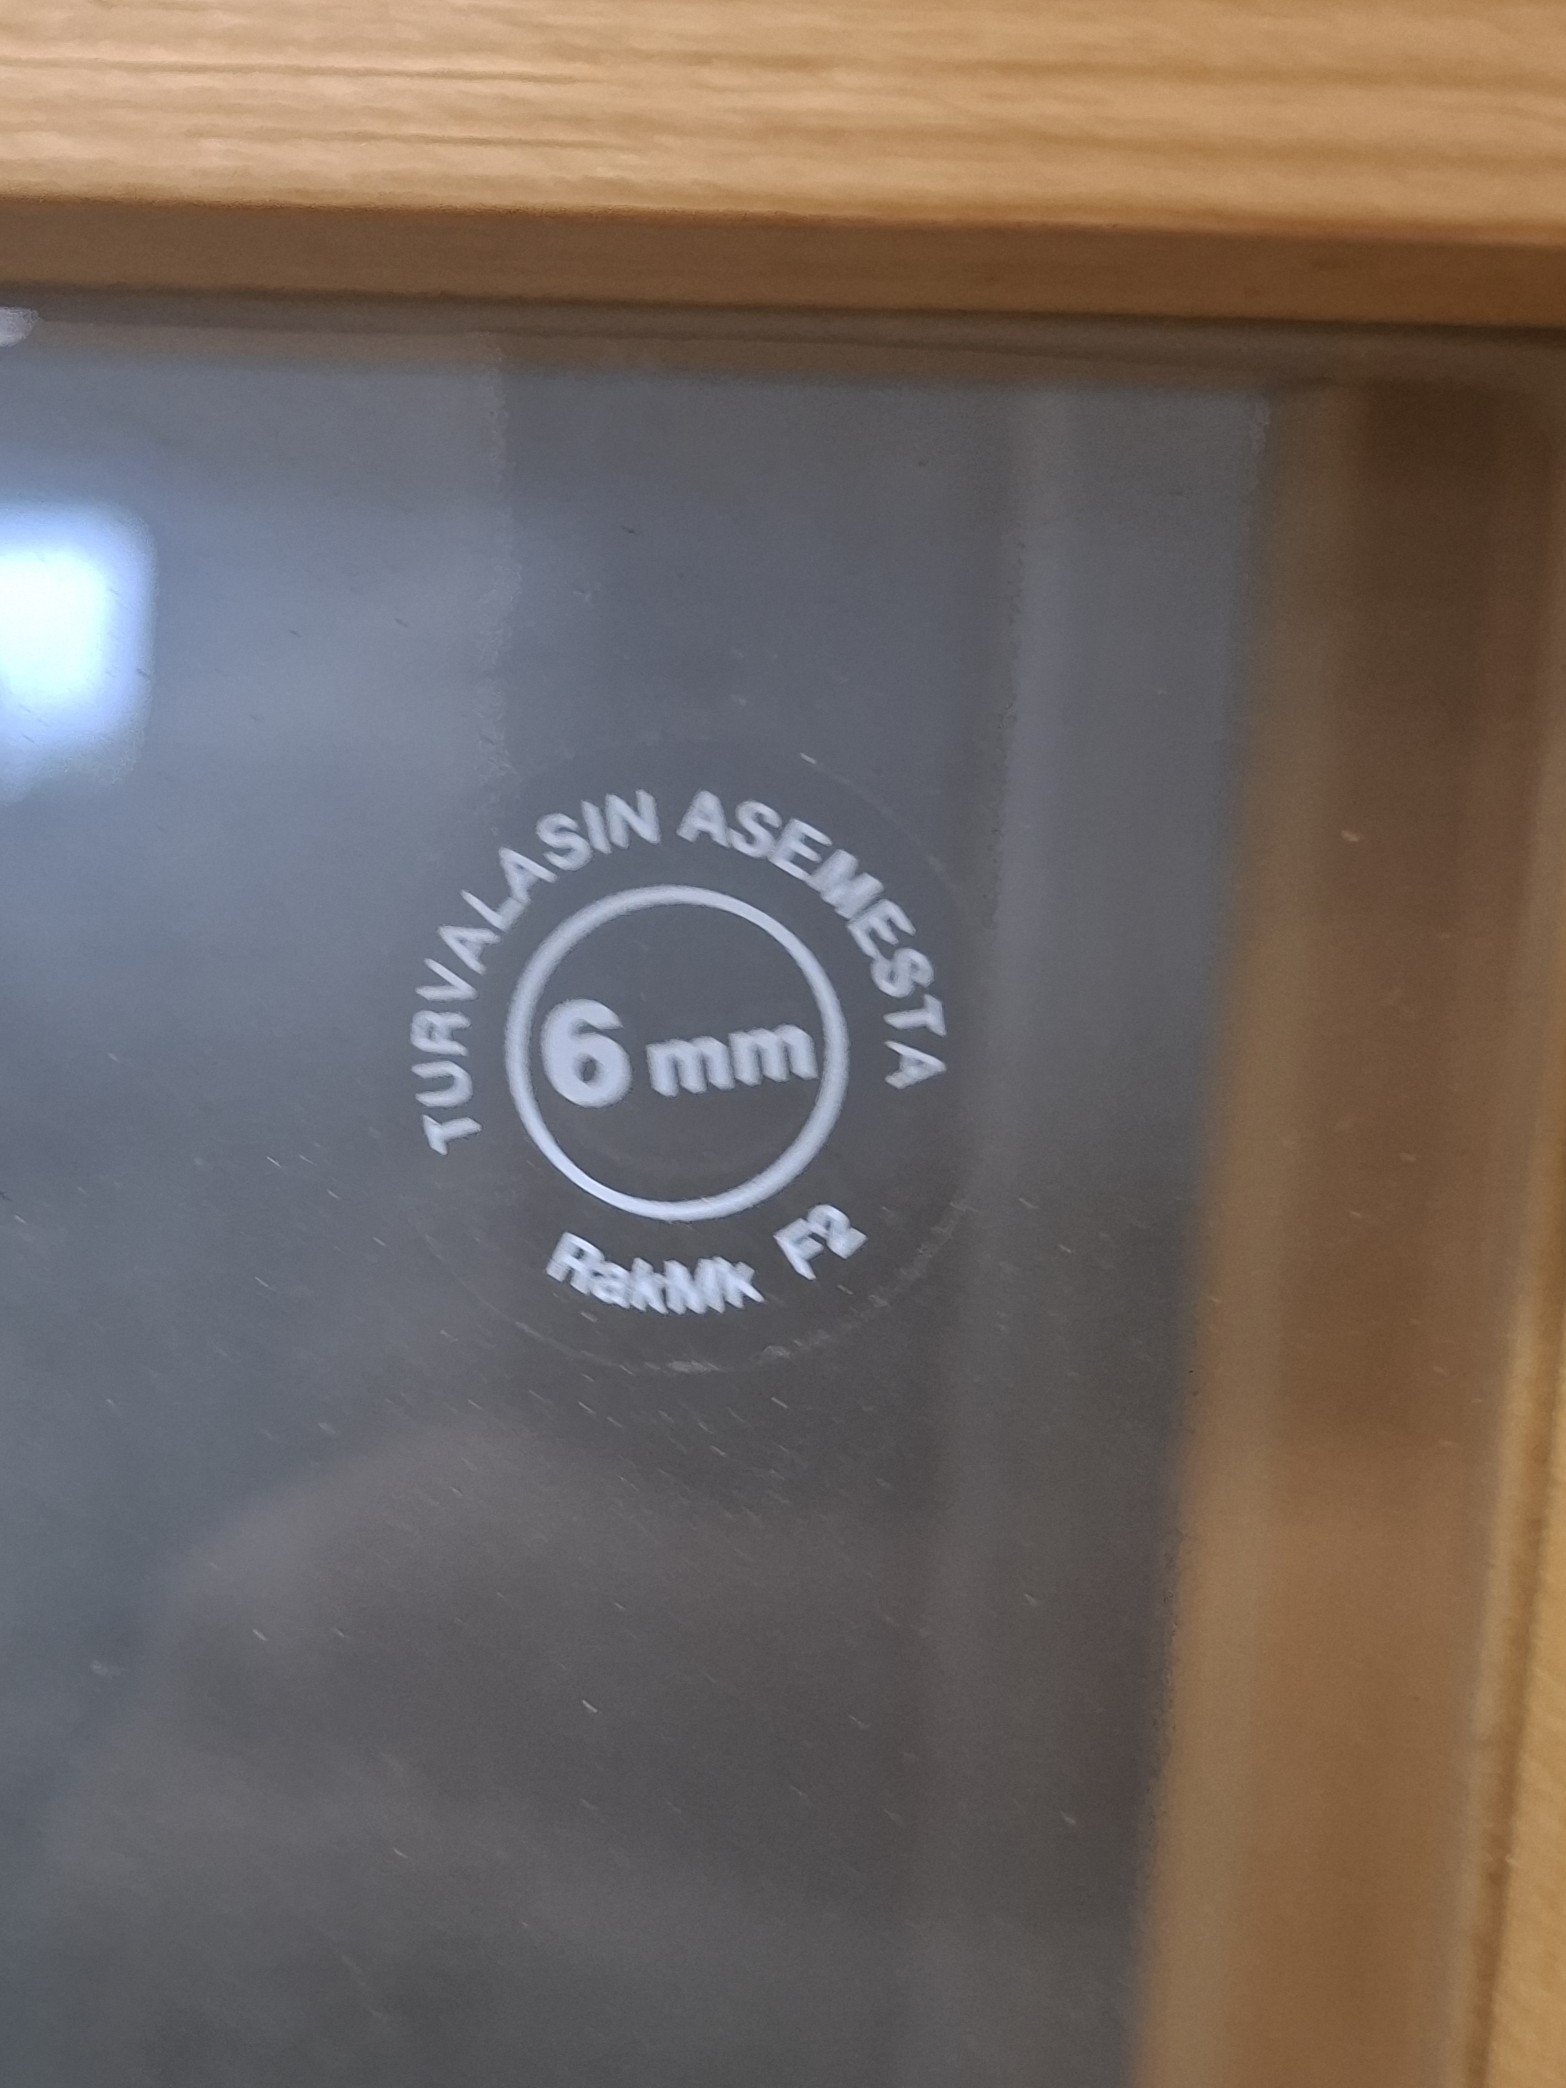 TURVALASIN ASEMESTA
6 mm
RakMk F2